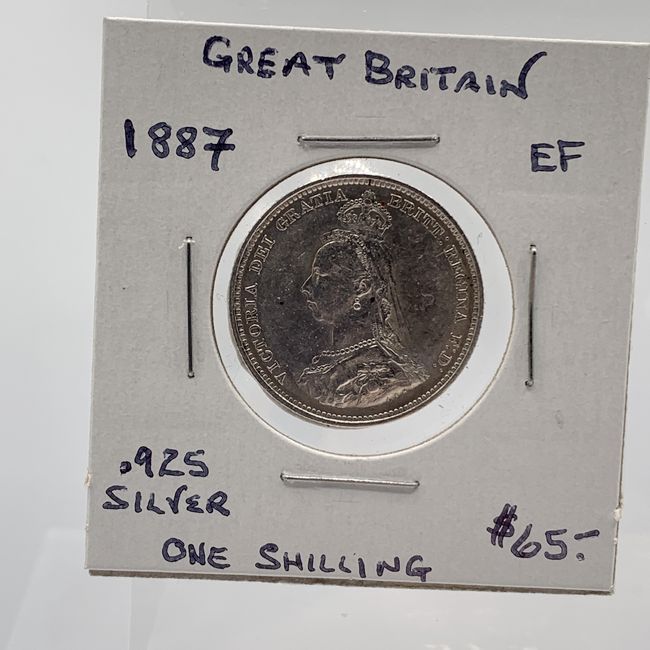 GREAT BRITAIN
1887
EF
VICTORIA DEI GRATIA BRITT: REGINA F:D:
.925
SILVER
$65.-
ONE SHILLING